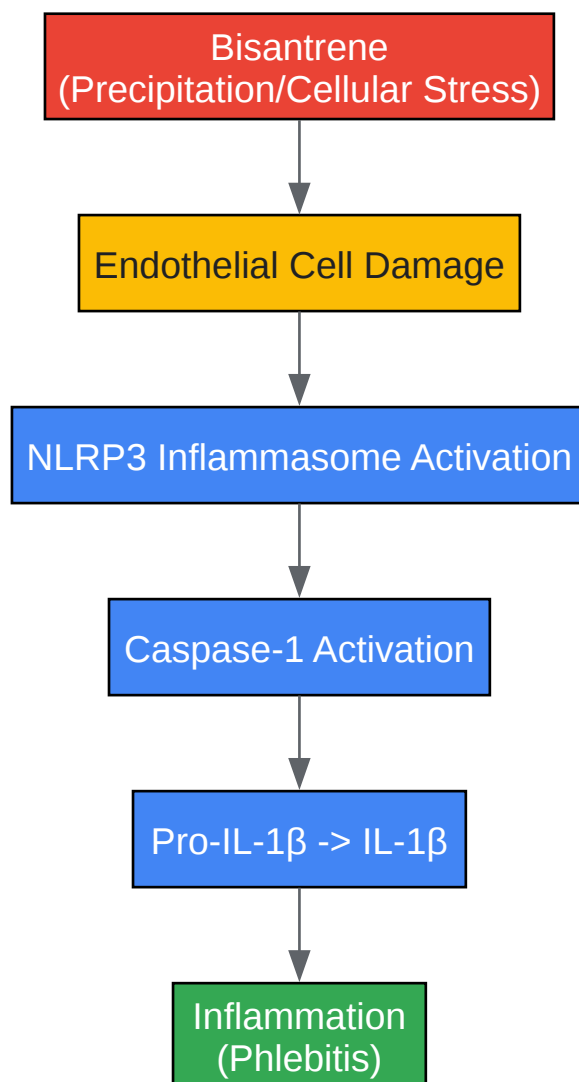 Bisantrene
(Precipitation/Cellular Stress)
Endothelial Cell Damage
NLRP3 Inflammasome Activation
Caspase-1 Activation
Pro-IL-1β -> IL-1β
Inflammation
(Phlebitis)